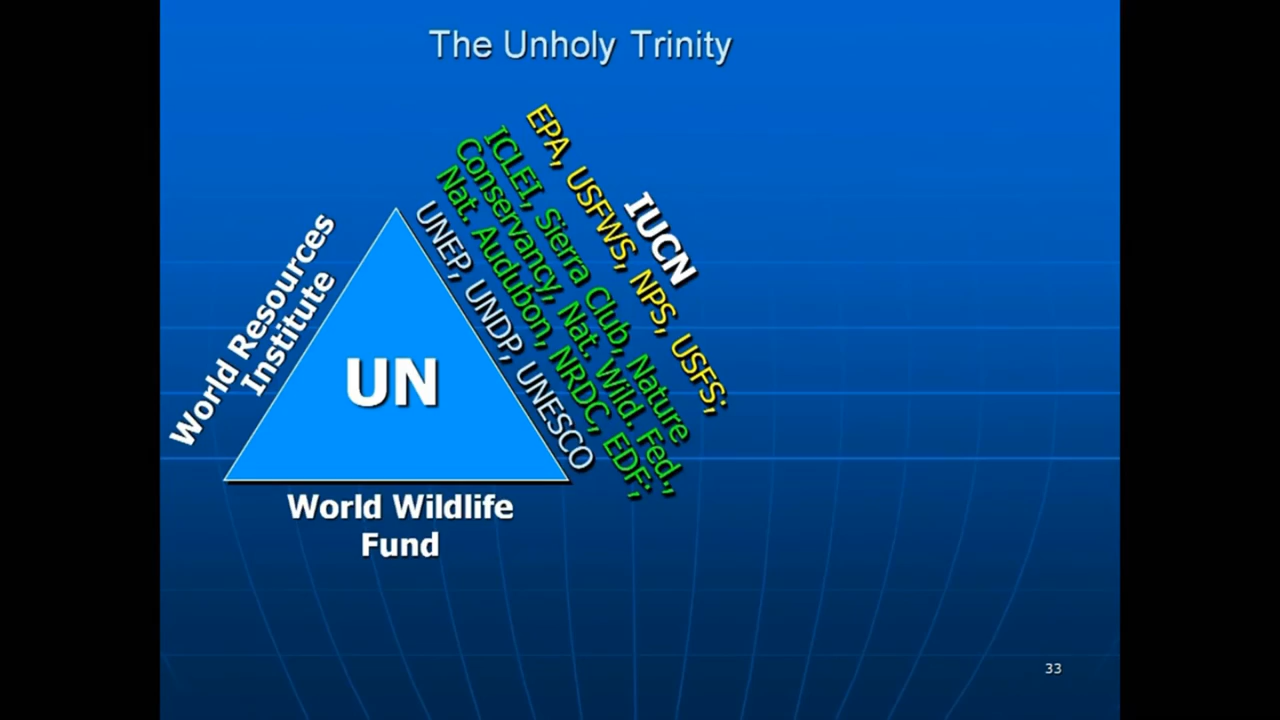 The Unholy Trinity
World Resources
Institute
UN
World Wildlife
Fund
UNEP, UNDP, UNESCO
Nat. Audubon, NRDC, EDF;
Conservancy, Nat. Wild. Fed.,
ICLEI, Sierra Club, Nature
EPA, USFWS, NPS, USFS;
IUCN
33